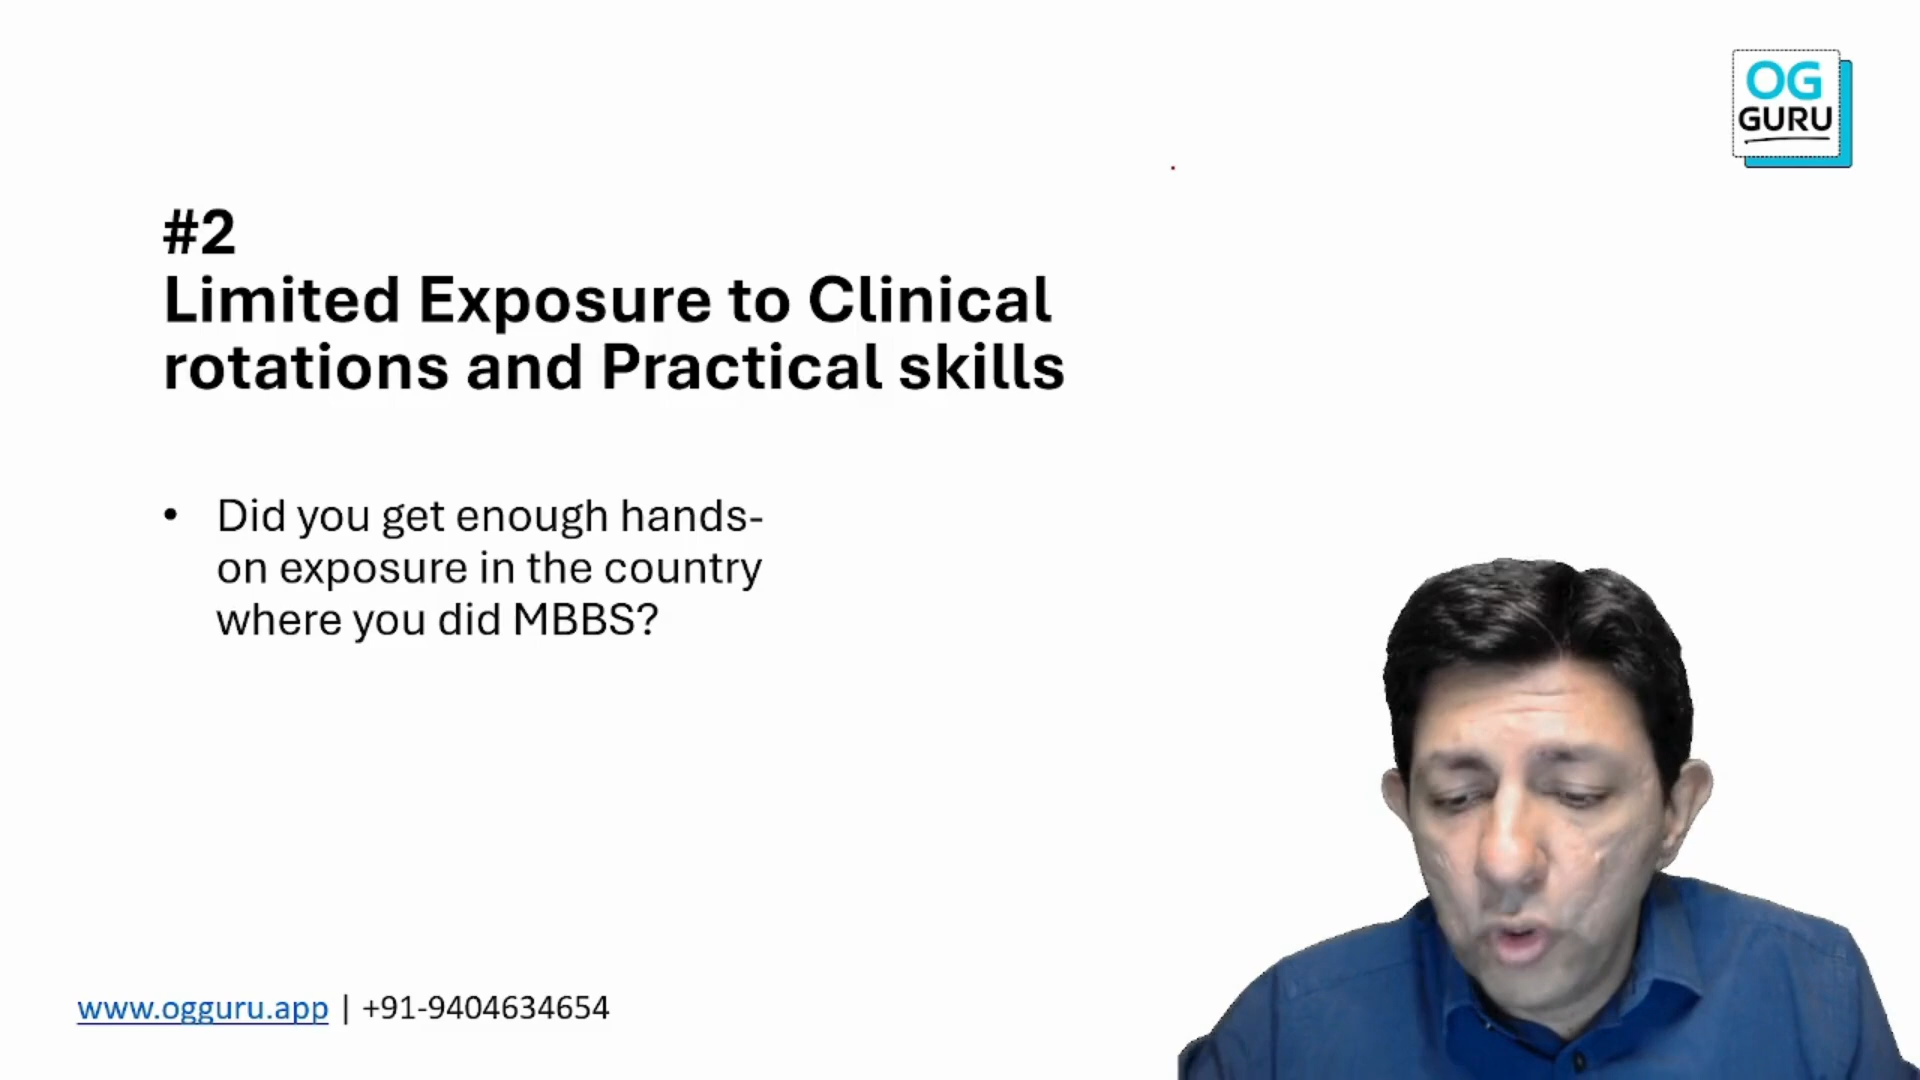 OG
GURU
#2
Limited Exposure to Clinical
rotations and Practical skills
• Did you get enough hands-
on exposure in the country
where you did MBBS?
www.ogguru.app | +91-9404634654